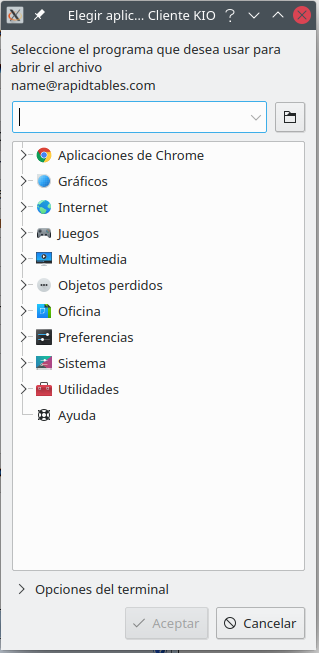 Elegir aplic... Cliente KIO
Seleccione el programa que desea usar para
abrir el archivo
name@rapidtables.com
Aplicaciones de Chrome
Gráficos
Internet
Juegos
Multimedia
Objetos perdidos
Oficina
Preferencias
Sistema
Utilidades
Ayuda
Opciones del terminal
Aceptar
Cancelar